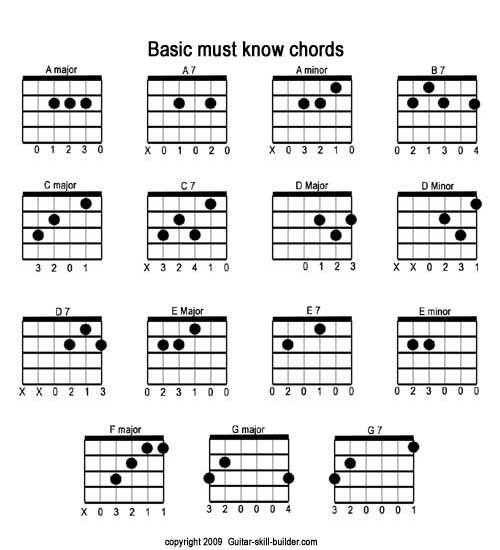 Basic must know chords
A major A 7 A minor B 7
0 1 2 3 0 X 0 1 0 2 0 X 0 3 2 1 0 0 2 1 3 0 4
C major C 7 D Major D Minor
3 2 0 1 X 3 2 4 1 0 0 1 2 3 X X 0 2 3 1
D 7 E Major E 7 E minor
X X 0 2 1 3 0 2 3 1 0 0 0 2 0 1 0 0 0 2 3 0 0 0
F major G major G 7
X 0 3 2 1 1 3 2 0 0 0 4 3 2 0 0 0 1
copyright 2009 Guitar-skill-builder.com